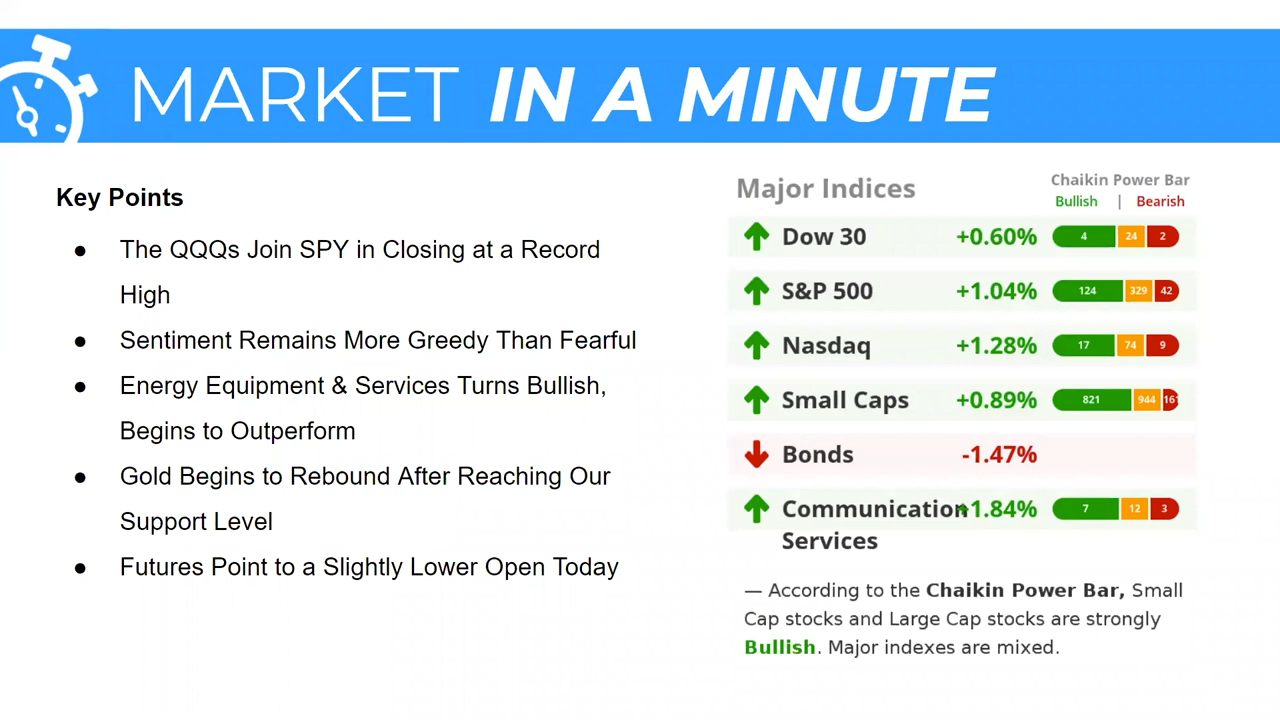 MARKET IN A MINUTE
Key Points
● The QQQs Join SPY in Closing at a Record
High
● Sentiment Remains More Greedy Than Fearful
● Energy Equipment & Services Turns Bullish,
Begins to Outperform
● Gold Begins to Rebound After Reaching Our
Support Level
● Futures Point to a Slightly Lower Open Today
Major Indices
Chaikin Power Bar
Bullish | Bearish
Dow 30 +0.60% 4 24 2
S&P 500 +1.04% 124 329 42
Nasdaq +1.28% 17 74 9
Small Caps +0.89% 821 944 161
Bonds -1.47%
Communication +1.84% 7 12 3
Services
— According to the Chaikin Power Bar, Small
Cap stocks and Large Cap stocks are strongly
Bullish. Major indexes are mixed.